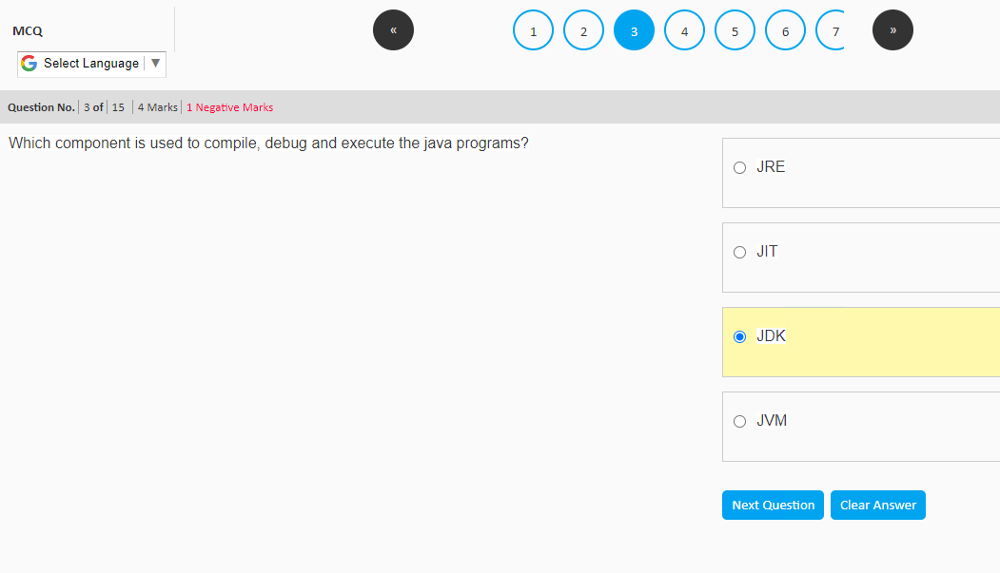 MCQ
« 1 2 3 4 5 6 7 »
Select Language ▼
Question No. 3 of 15 4 Marks 1 Negative Marks
Which component is used to compile, debug and execute the java programs?
JRE
JIT
JDK
JVM
Next Question Clear Answer